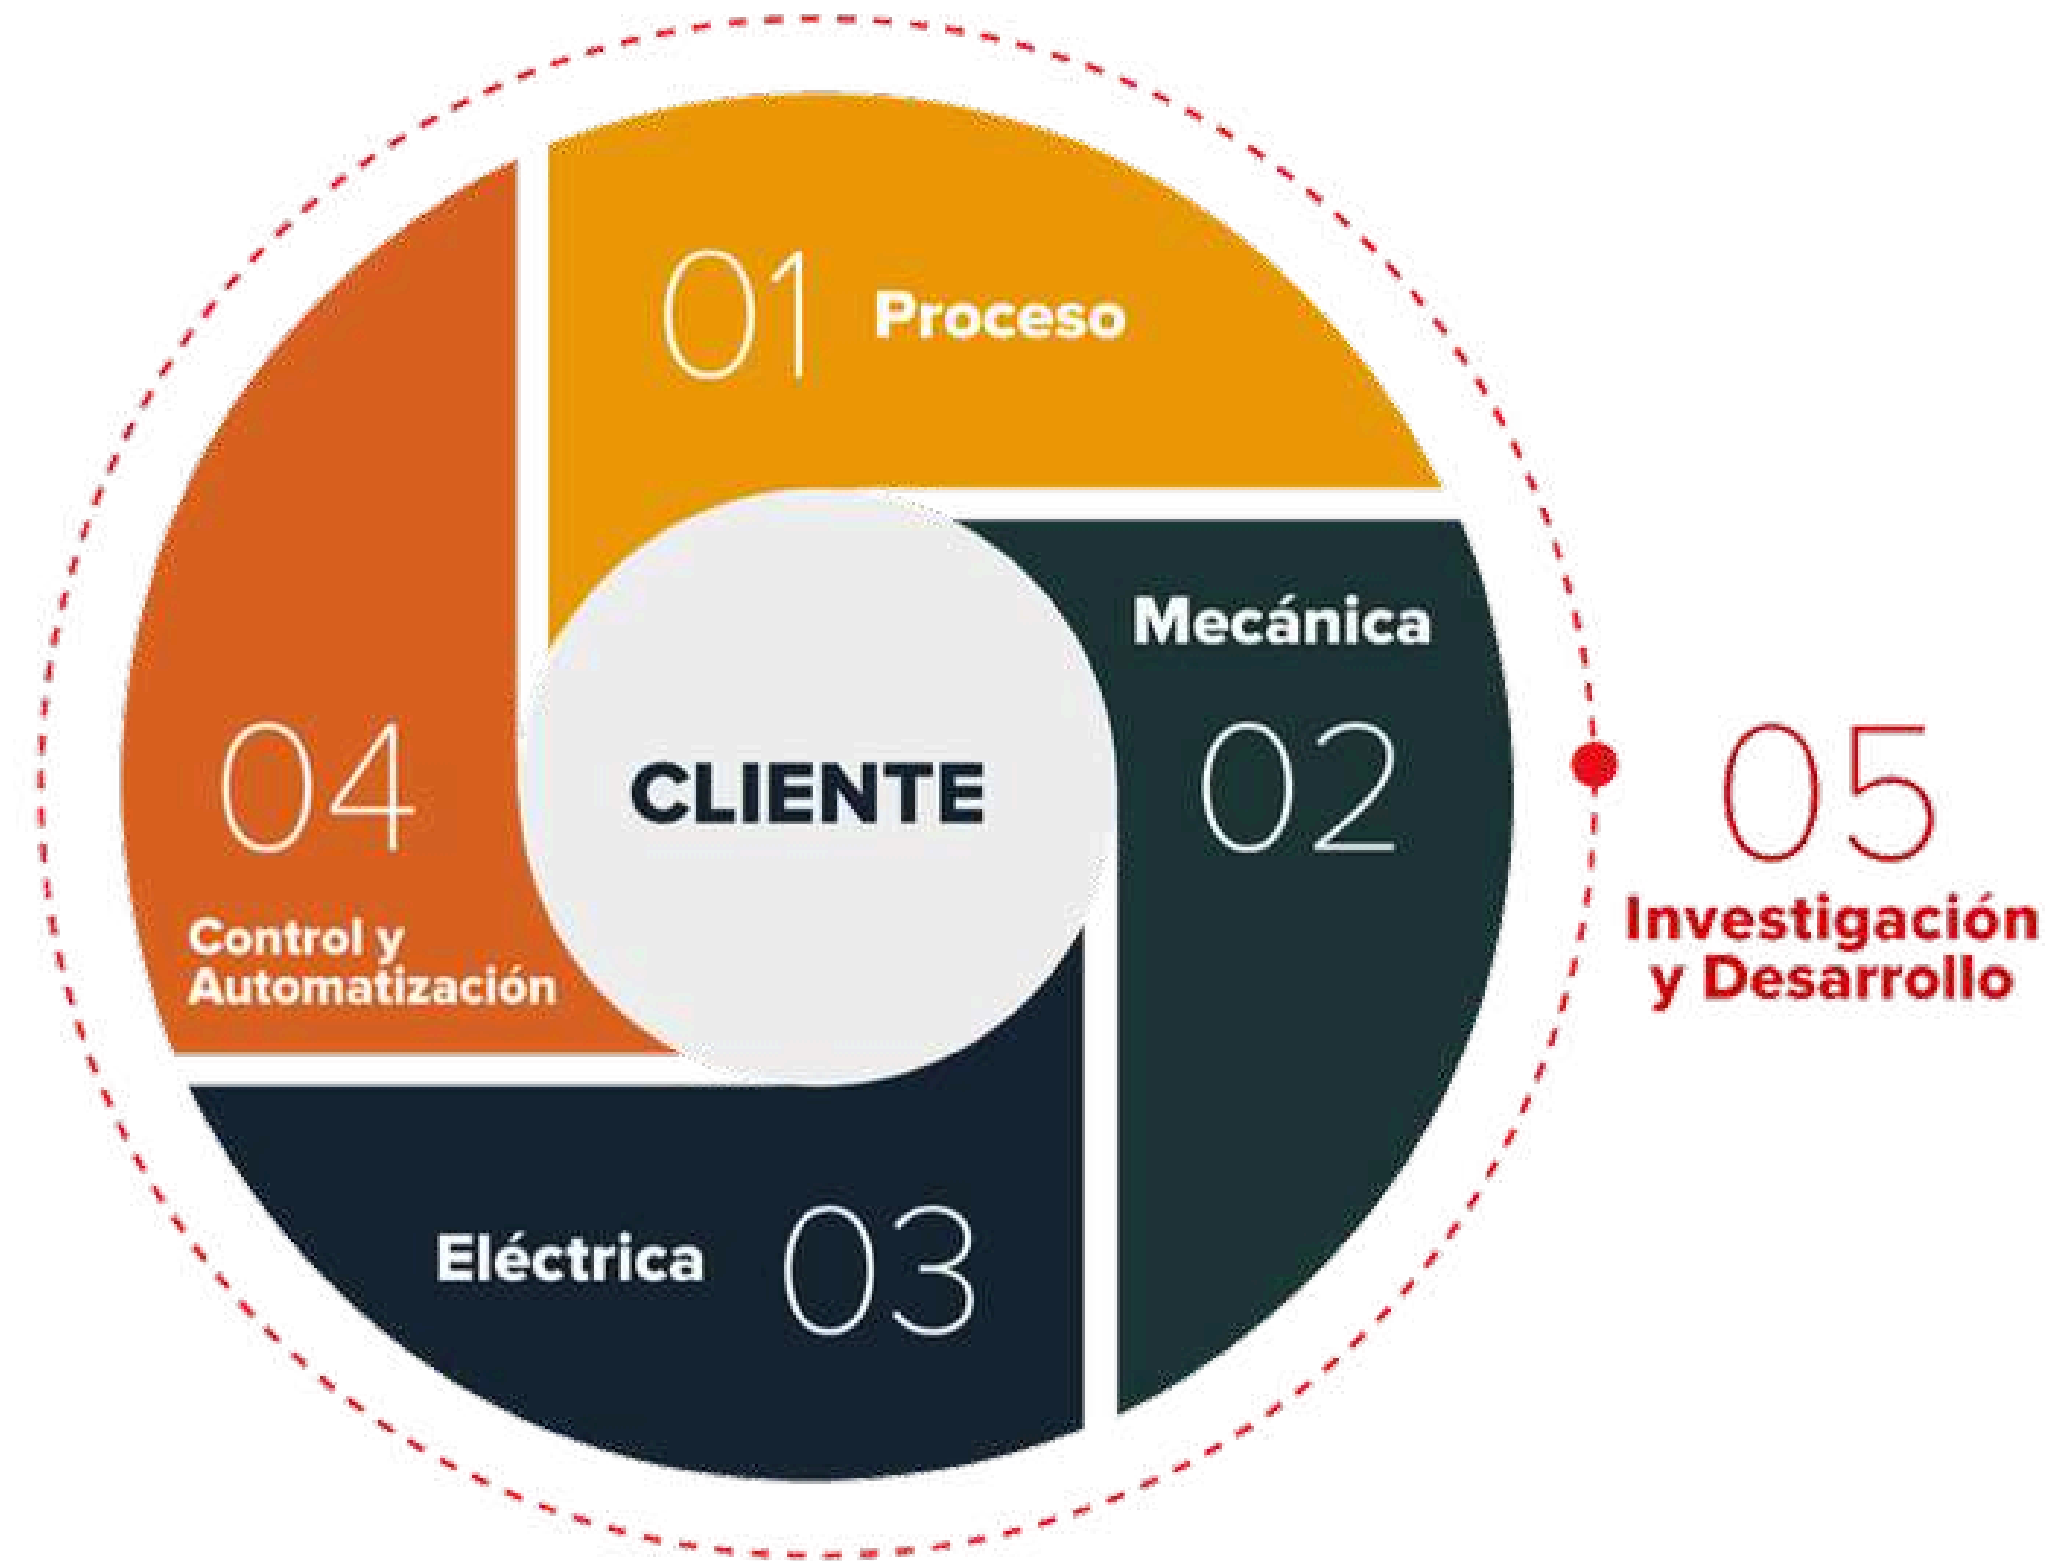 01 Proceso
Mecánica
02
CLIENTE
04
Control y
Automatización
Eléctrica 03
05
Investigación
y Desarrollo